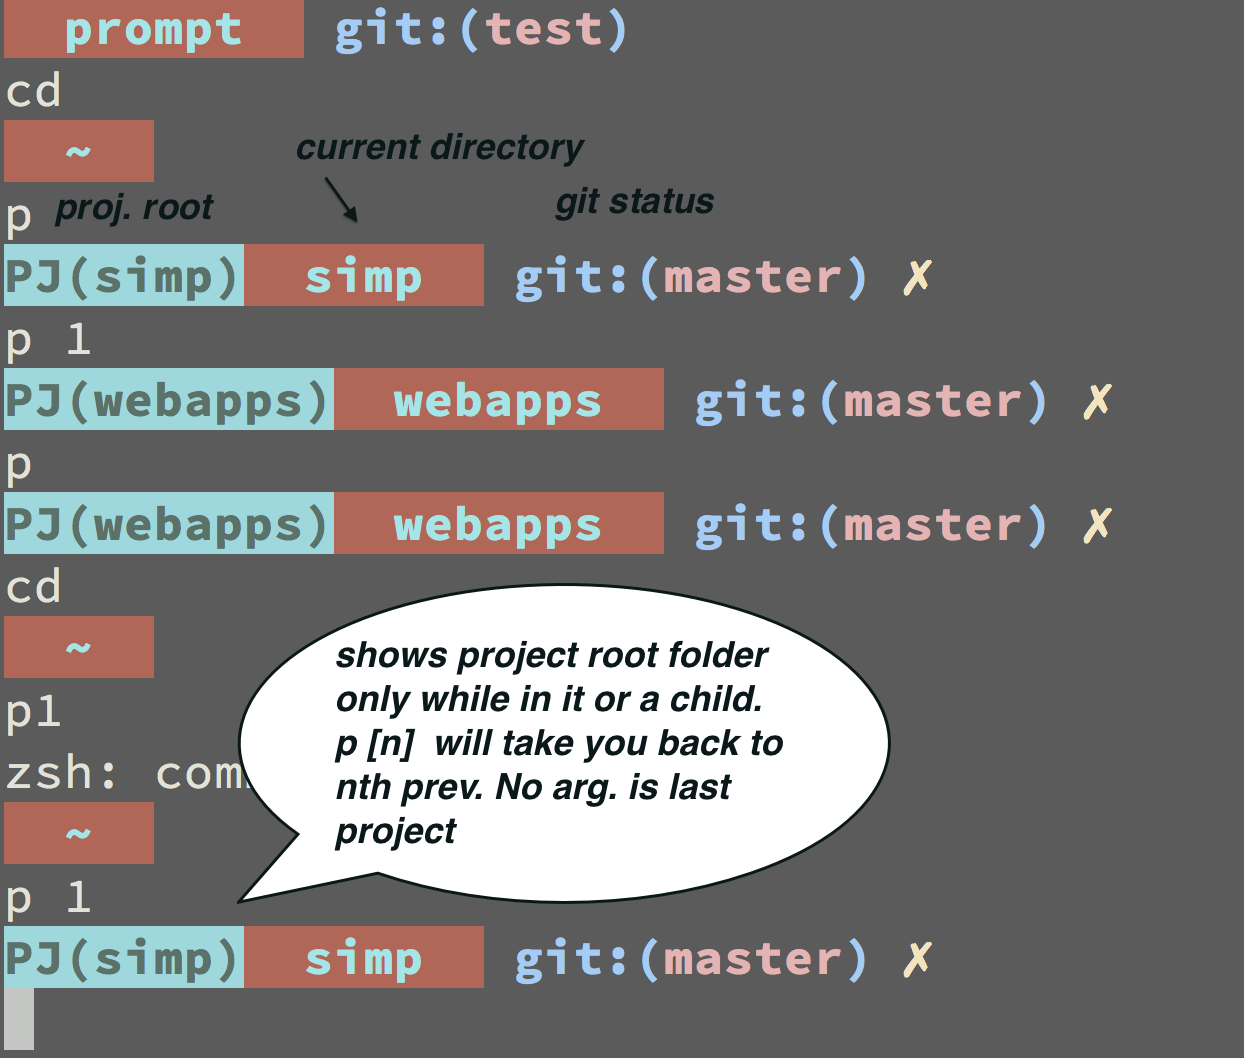 prompt git:(test)
cd
~
current directory
p proj. root git status
PJ(simp) simp git:(master) ✗
p 1
PJ(webapps) webapps git:(master) ✗
p
PJ(webapps) webapps git:(master) ✗
cd
~
shows project root folder
only while in it or a child.
p [n] will take you back to
nth prev. No arg. is last
project
p1
zsh:
~
p 1
PJ(simp) simp git:(master) ✗